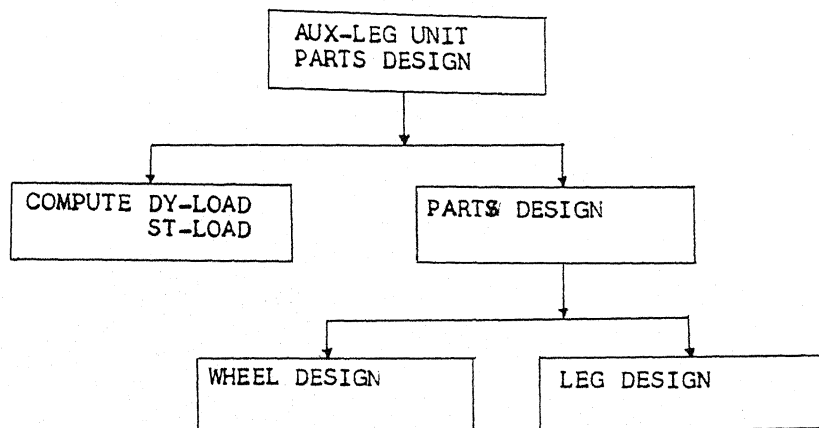 AUX-LEG UNIT
PARTS DESIGN
COMPUTE DY-LOAD
ST-LOAD
PARTS DESIGN
WHEEL DESIGN
LEG DESIGN